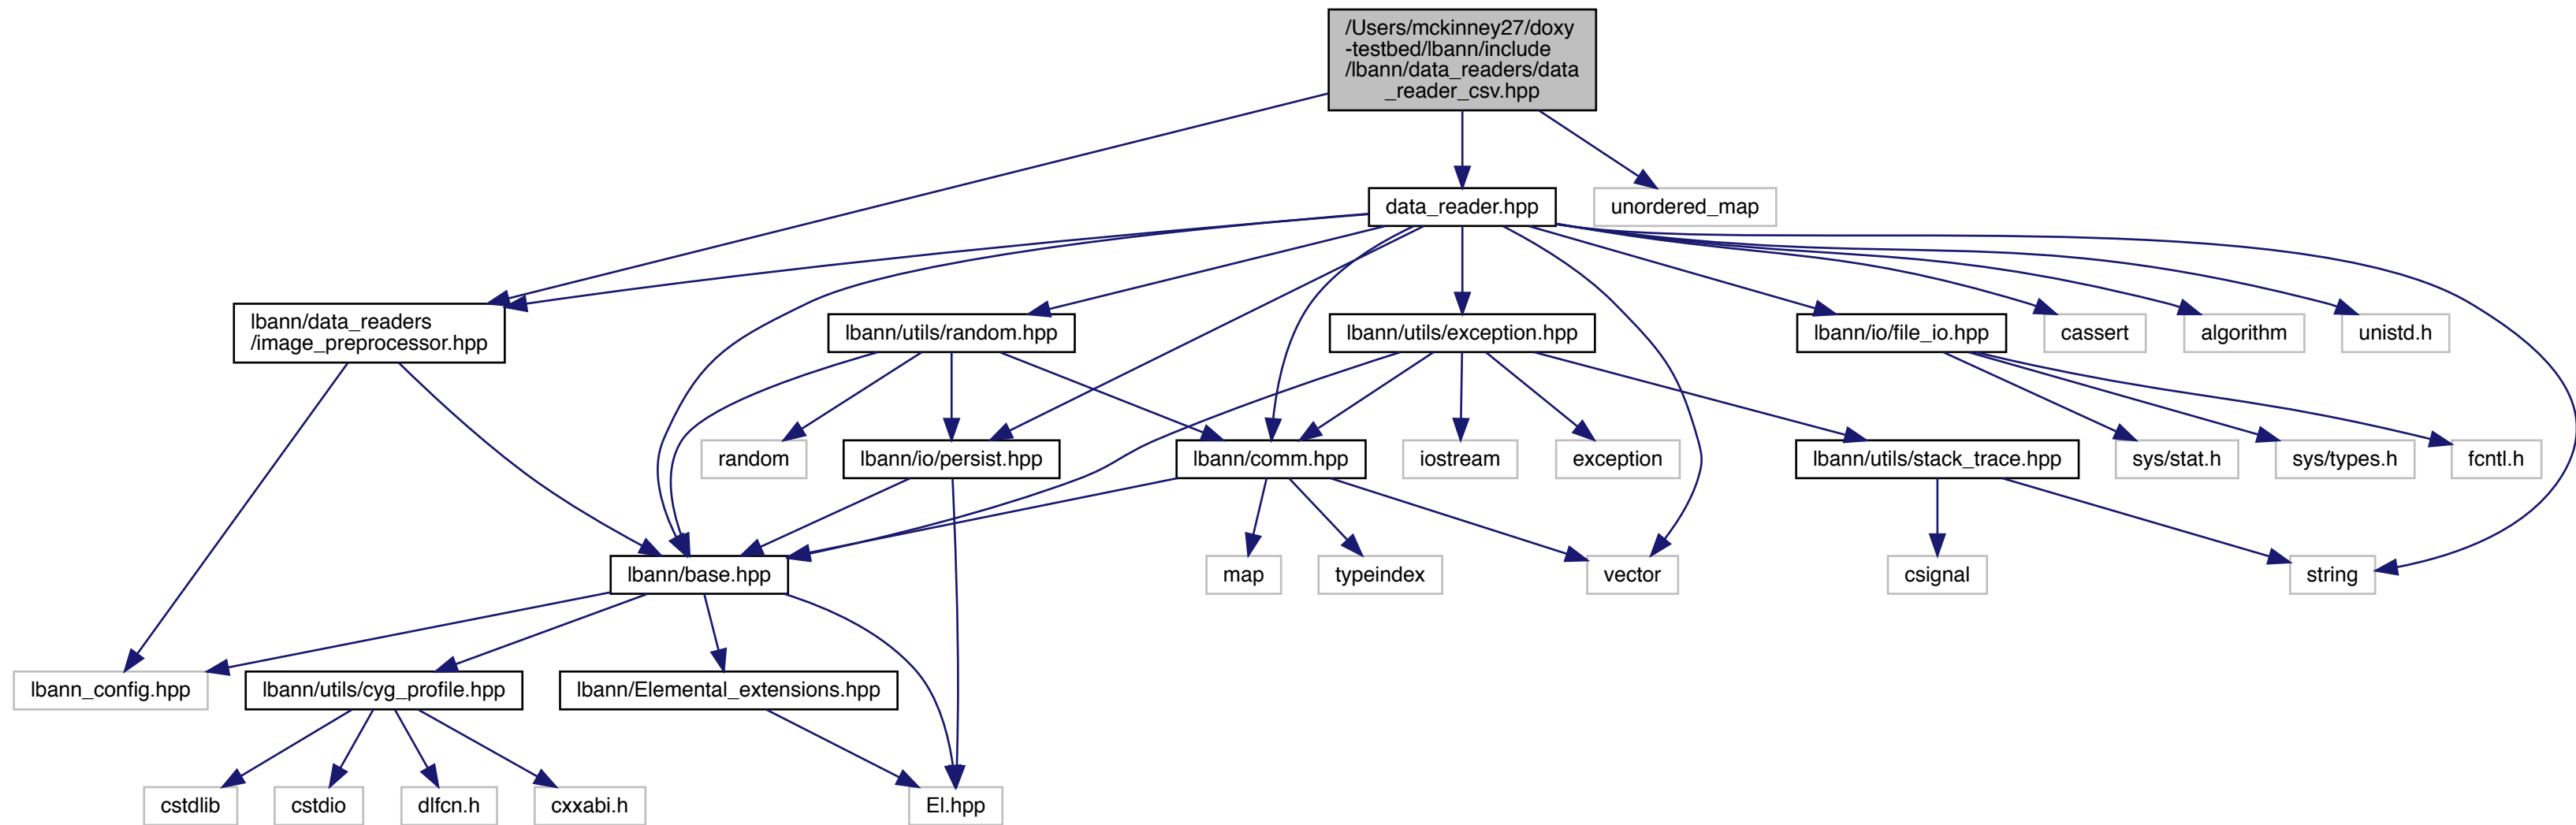 /Users/mckinney27/doxy
-testbed/lbann/include
/lbann/data_readers/data
_reader_csv.hpp
data_reader.hpp
unordered_map
lbann/data_readers
/image_preprocessor.hpp
lbann/utils/random.hpp
lbann/utils/exception.hpp
lbann/io/file_io.hpp
cassert
algorithm
unistd.h
random
lbann/io/persist.hpp
lbann/comm.hpp
iostream
exception
lbann/utils/stack_trace.hpp
sys/stat.h
sys/types.h
fcntl.h
lbann/base.hpp
map
typeindex
vector
csignal
string
lbann_config.hpp
lbann/utils/cyg_profile.hpp
lbann/Elemental_extensions.hpp
cstdlib
cstdio
dlfcn.h
cxxabi.h
El.hpp